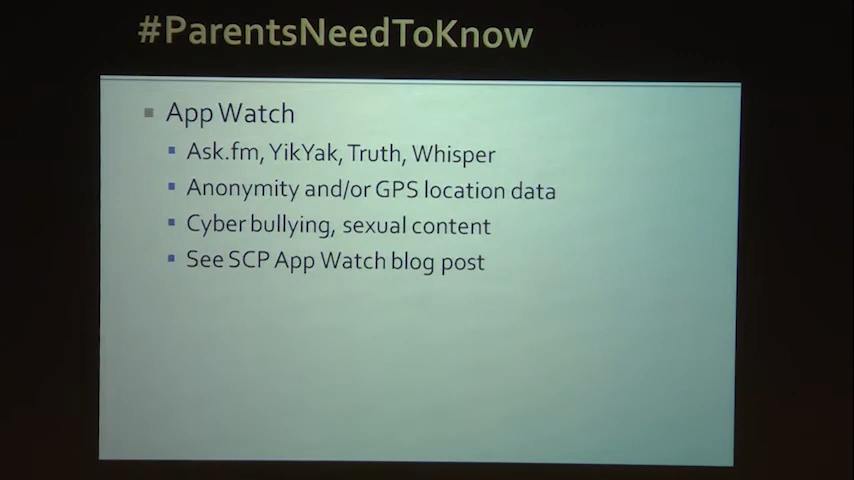 #ParentsNeedToKnow
App Watch
Ask.fm, YikYak, Truth, Whisper
Anonymity and/or GPS location data
Cyber bullying, sexual content
See SCP App Watch blog post